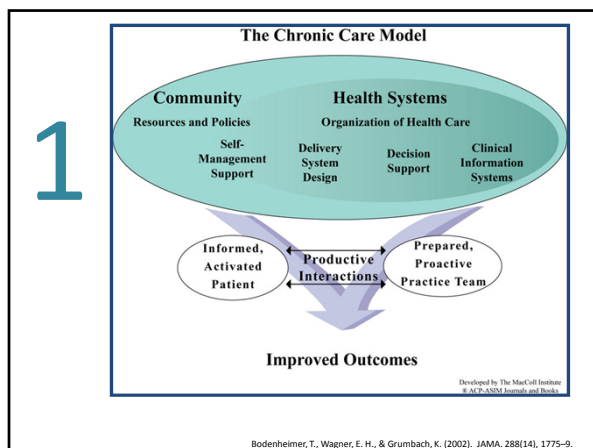 The Chronic Care Model
1
Community
Resources and Policies
Health Systems
Organization of Health Care
Self-
Management
Support
Delivery
System
Design
Decision
Support
Clinical
Information
Systems
Informed,
Activated
Patient
Productive
Interactions
Prepared,
Proactive
Practice Team
Improved Outcomes
Developed by The MacColl Institute
® ACP-ASIM Journals and Books
Bodenheimer, T., Wagner, E. H., & Grumbach, K. (2002). JAMA. 288(14), 1775–9.